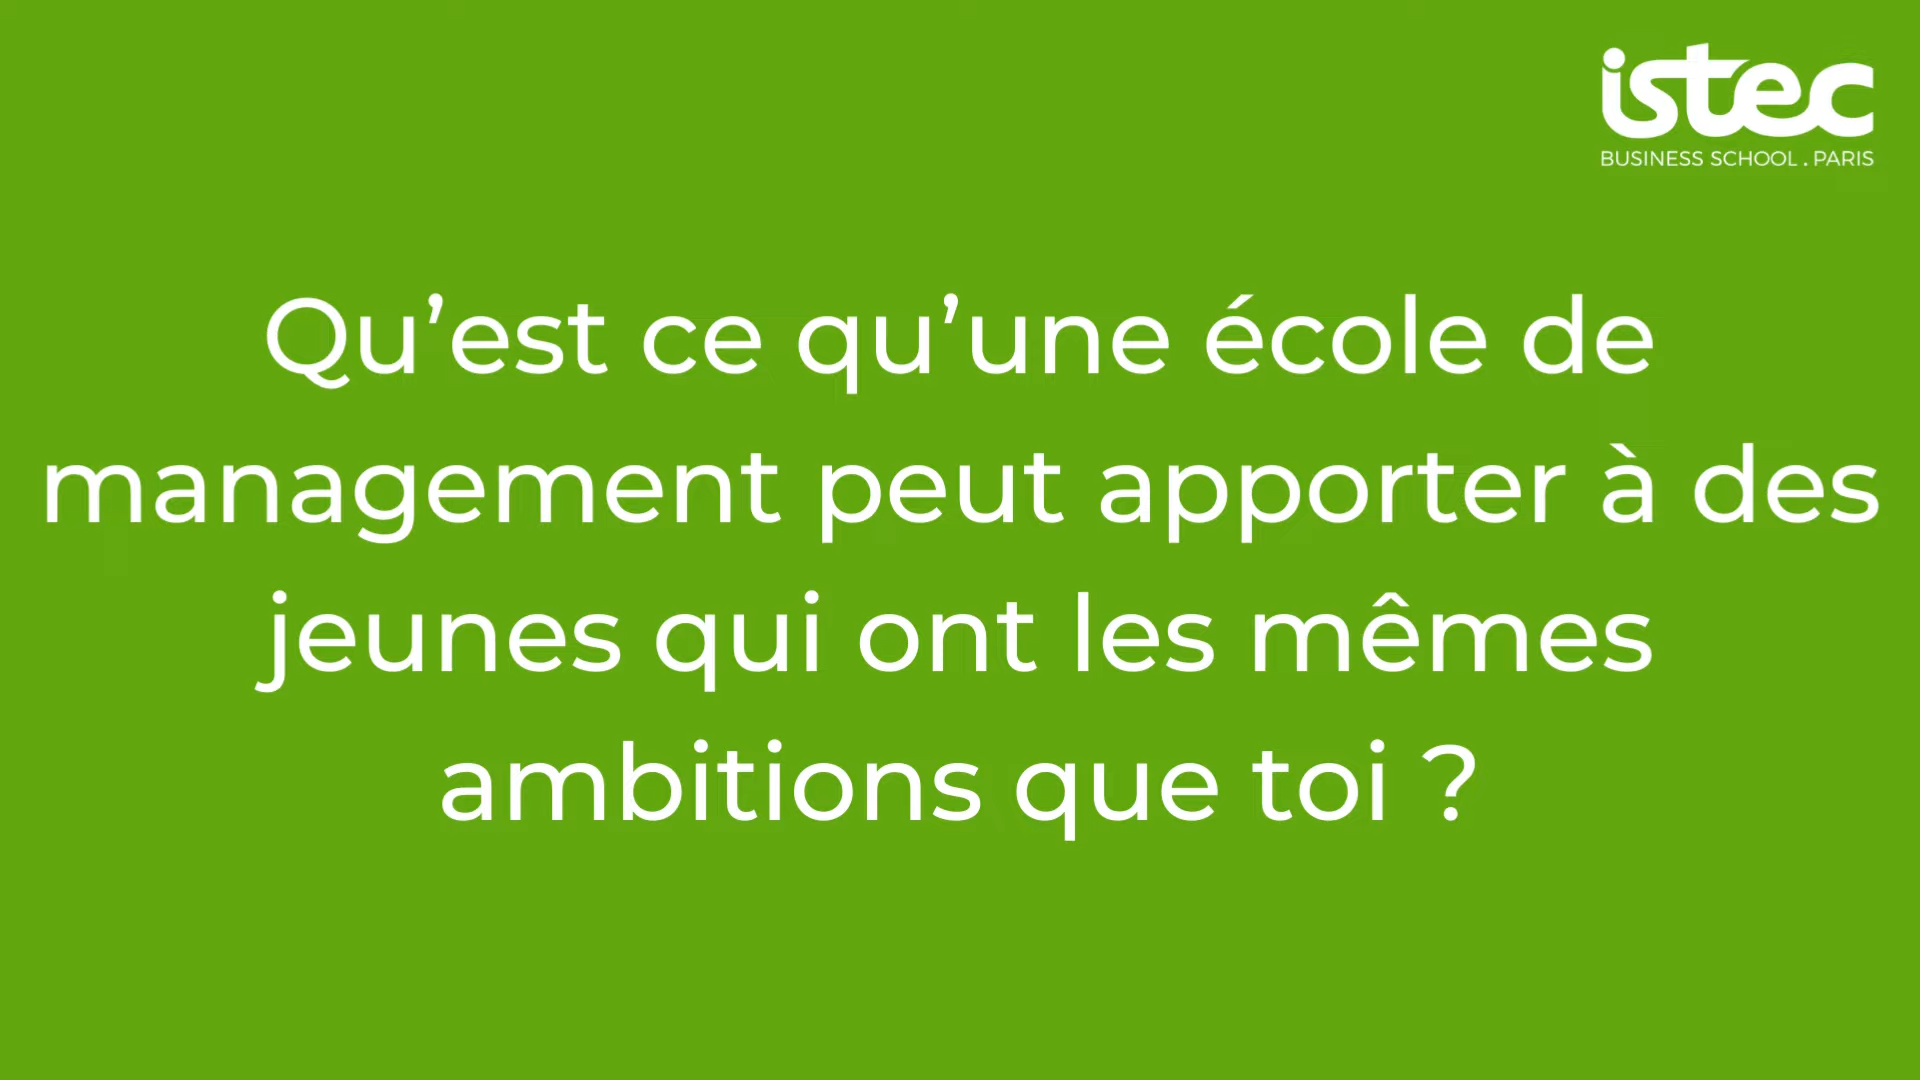 istec
BUSINESS SCHOOL . PARIS
Qu’est ce qu’une école de
management peut apporter à des
jeunes qui ont les mêmes
ambitions que toi ?